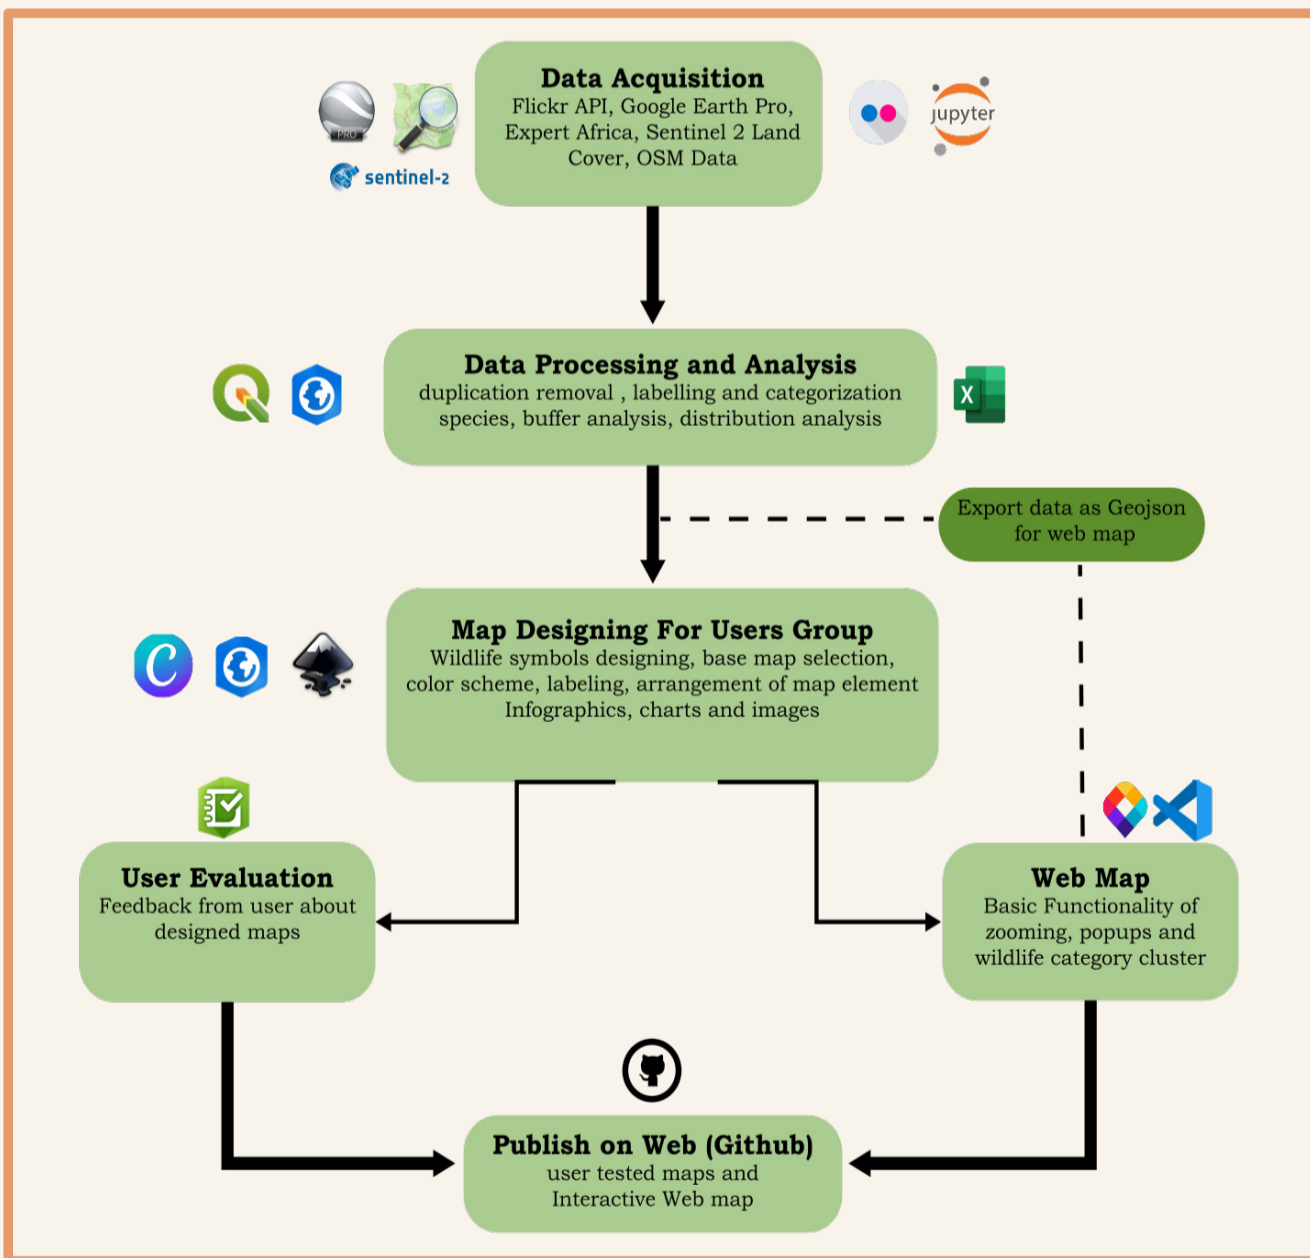 Data Acquisition
Flickr API, Google Earth Pro,
Expert Africa, Sentinel 2 Land
Cover, OSM Data
PRO
sentinel-2
jupyter
Data Processing and Analysis
duplication removal , labelling and categorization
species, buffer analysis, distribution analysis
X
Export data as Geojson
for web map
Map Designing For Users Group
Wildlife symbols designing, base map selection,
color scheme, labeling, arrangement of map element
Infographics, charts and images
C
User Evaluation
Feedback from user about
designed maps
Web Map
Basic Functionality of
zooming, popups and
wildlife category cluster
Publish on Web (Github)
user tested maps and
Interactive Web map